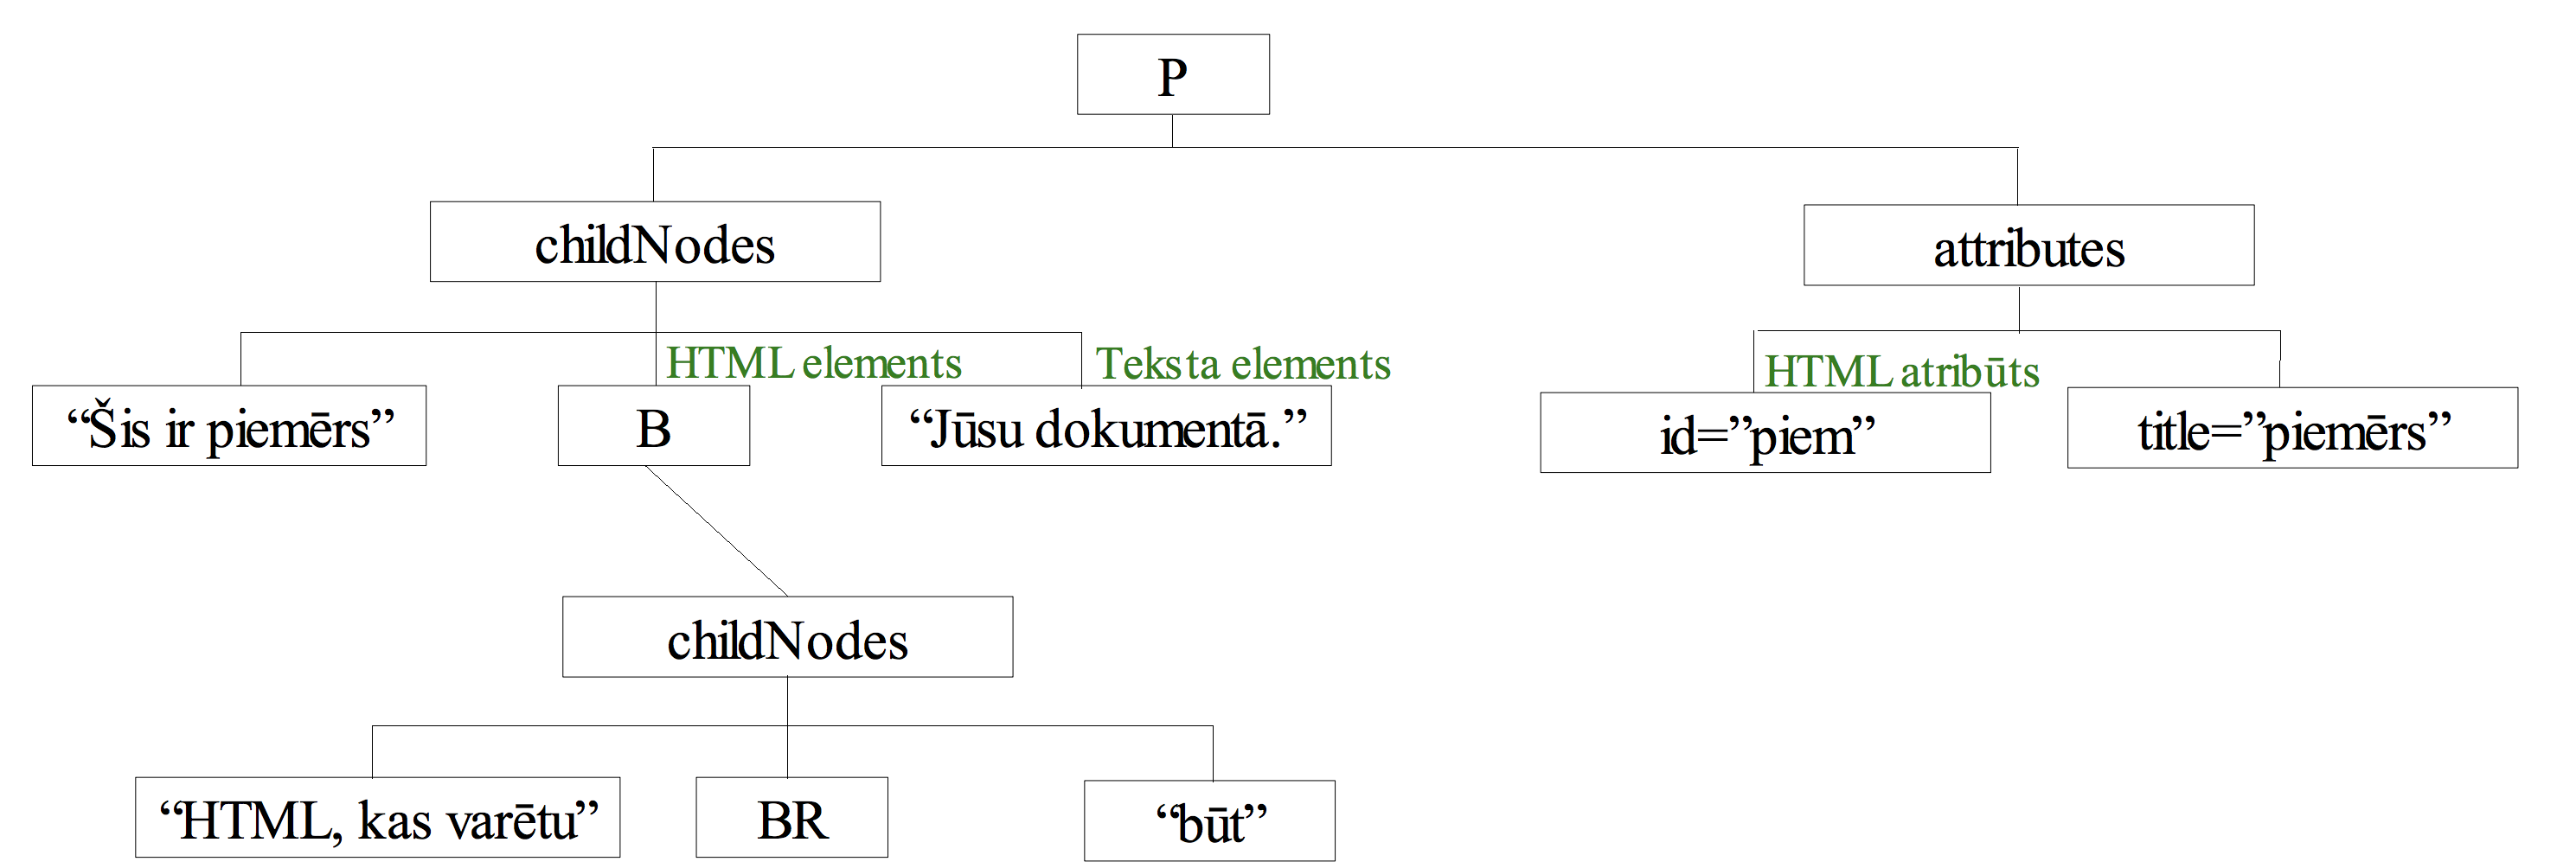 P
childNodes
attributes
HTML elements
Teksta elements
HTML atribūts
“Šis ir piemērs”
B
“Jūsu dokumentā.”
id=”piem”
title=”piemērs”
childNodes
“HTML, kas varētu”
BR
“būt”